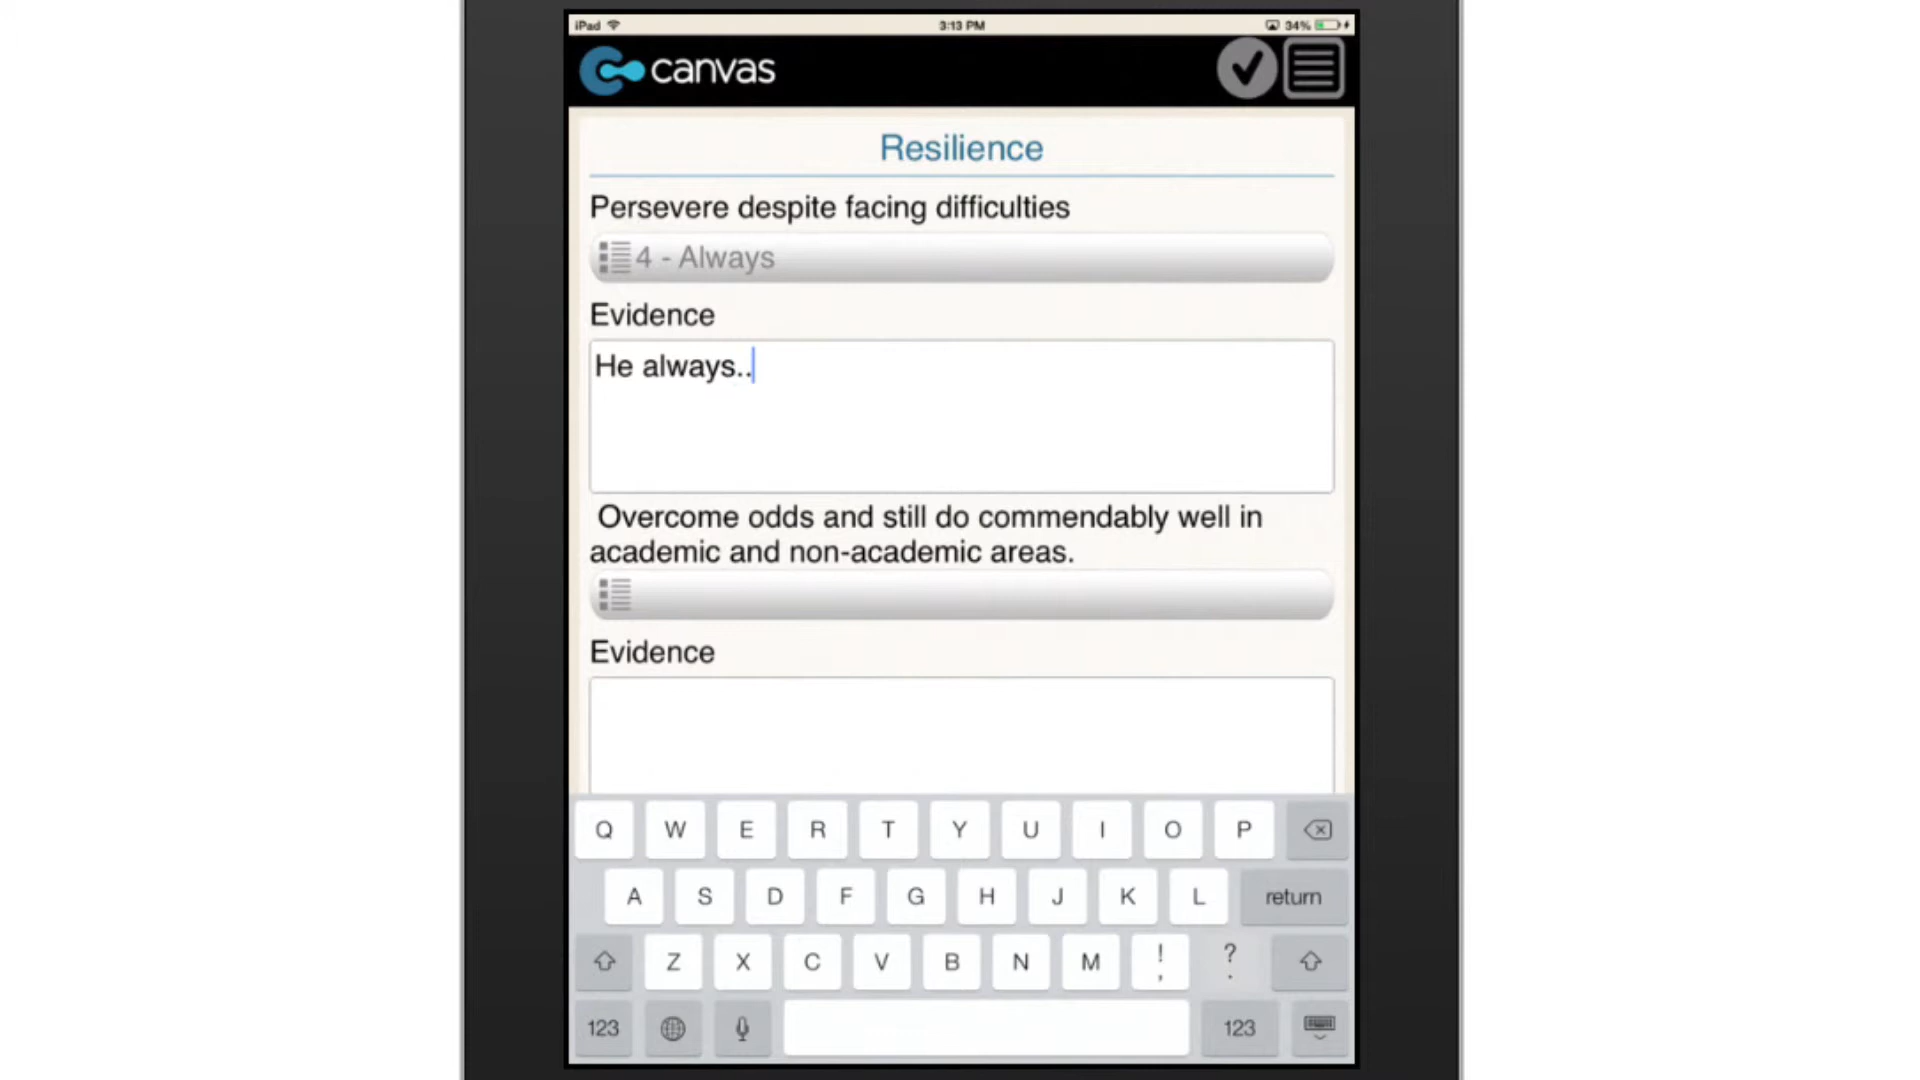 iPad 3:13 PM 34%
canvas
Resilience
Persevere despite facing difficulties
4 - Always
Evidence
He always..
Overcome odds and still do commendably well in
academic and non-academic areas.
Evidence
Q W E R T Y U I O P
A S D F G H J K L return
Z X C V B N M ! , ? .
123 123